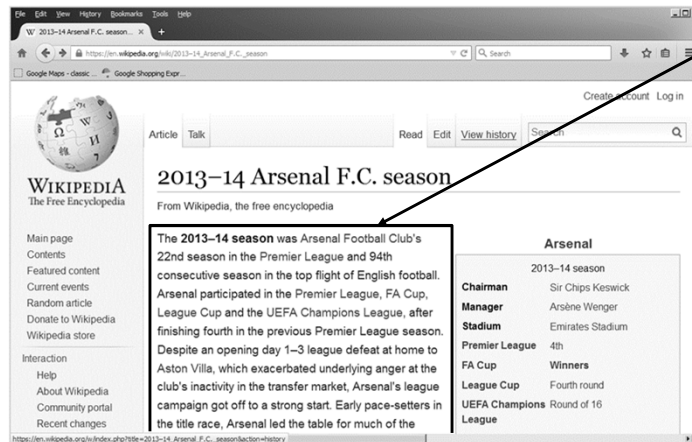 File Edit View History Bookmarks Tools Help
W 2013–14 Arsenal F.C. season... × +
https://en.wikipedia.org/wiki/2013–14_Arsenal_F.C._season
Search
Google Maps - classic ... Google Shopping Expr...
Create account Log in
Article Talk Read Edit View history Search
WIKIPEDIA
The Free Encyclopedia
Main page
Contents
Featured content
Current events
Random article
Donate to Wikipedia
Wikipedia store
Interaction
Help
About Wikipedia
Community portal
Recent changes
2013–14 Arsenal F.C. season
From Wikipedia, the free encyclopedia
The 2013–14 season was Arsenal Football Club's
22nd season in the Premier League and 94th
consecutive season in the top flight of English football.
Arsenal participated in the Premier League, FA Cup,
League Cup and the UEFA Champions League, after
finishing fourth in the previous Premier League season.
Despite an opening day 1–3 league defeat at home to
Aston Villa, which exacerbated underlying anger at the
club's inactivity in the transfer market, Arsenal's league
campaign got off to a strong start. Early pace-setters in
the title race, Arsenal led the table for much of the
Arsenal
2013–14 season
Chairman Sir Chips Keswick
Manager Arsène Wenger
Stadium Emirates Stadium
Premier League 4th
FA Cup Winners
League Cup Fourth round
UEFA Champions Round of 16
League
https://en.wikipedia.org/w/index.php?title=2013–14_Arsenal_F.C._season&action=history